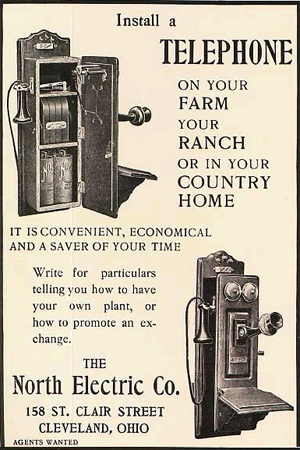 Install a
TELEPHONE
ON YOUR
FARM
YOUR
RANCH
OR IN YOUR
COUNTRY
HOME
IT IS CONVENIENT, ECONOMICAL
AND A SAVER OF YOUR TIME
Write for particulars
telling you how to have
your own plant, or
how to promote an ex-
change.
THE
North Electric Co.
158 ST. CLAIR STREET
CLEVELAND, OHIO
AGENTS WANTED